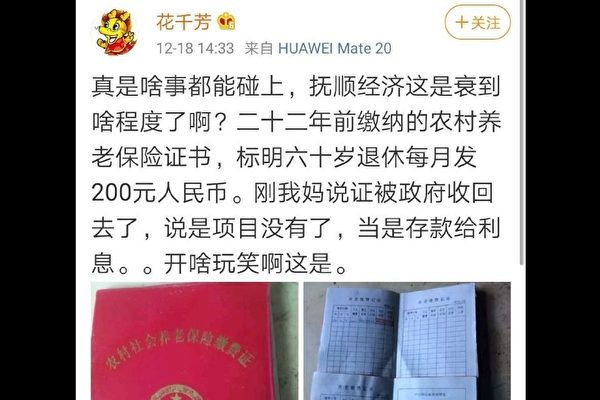 花千芳
+关注
12-18 14:33 来自 HUAWEI Mate 20
真是啥事都能碰上，抚顺经济这是衰到
啥程度了啊？二十二年前缴纳的农村养
老保险证书，标明六十岁退休每月发
200元人民币。刚我妈说证被政府收回
去了，说是项目没有了，当是存款给利
息。。开啥玩笑啊这是。
农村社会养老保险缴费证